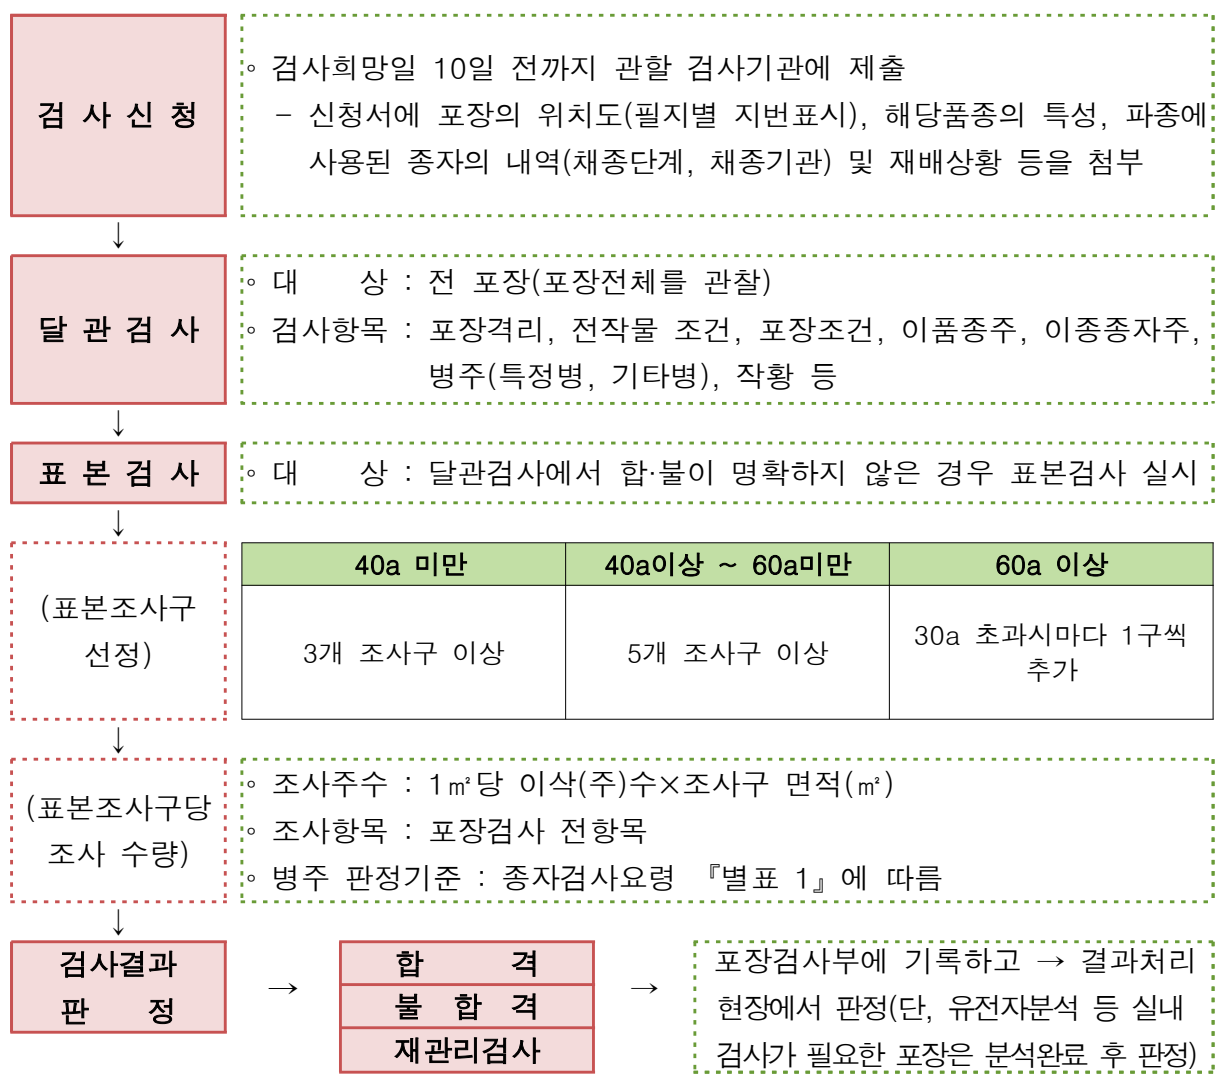 검 사 신 청
◦ 검사희망일 10일 전까지 관할 검사기관에 제출
- 신청서에 포장의 위치도(필지별 지번표시), 해당품종의 특성, 파종에
사용된 종자의 내역(채종단계, 채종기관) 및 재배상황 등을 첨부
↓
달 관 검 사
◦ 대 상 : 전 포장(포장전체를 관찰)
◦ 검사항목 : 포장격리, 전작물 조건, 포장조건, 이품종주, 이종종자주,
병주(특정병, 기타병), 작황 등
↓
표 본 검 사
◦ 대 상 : 달관검사에서 합·불이 명확하지 않은 경우 표본검사 실시
↓
(표본조사구
선정)
40a 미만
40a이상 ~ 60a미만
60a 이상
3개 조사구 이상
5개 조사구 이상
30a 초과시마다 1구씩
추가
↓
(표본조사구당
조사 수량)
◦ 조사주수 : 1㎡당 이삭(주)수×조사구 면적(㎡)
◦ 조사항목 : 포장검사 전항목
◦ 병주 판정기준 : 종자검사요령 『별표 1』에 따름
↓
검사결과
판 정
→
합 격
불 합 격
재관리검사
→
포장검사부에 기록하고 → 결과처리
현장에서 판정(단, 유전자분석 등 실내
검사가 필요한 포장은 분석완료 후 판정)